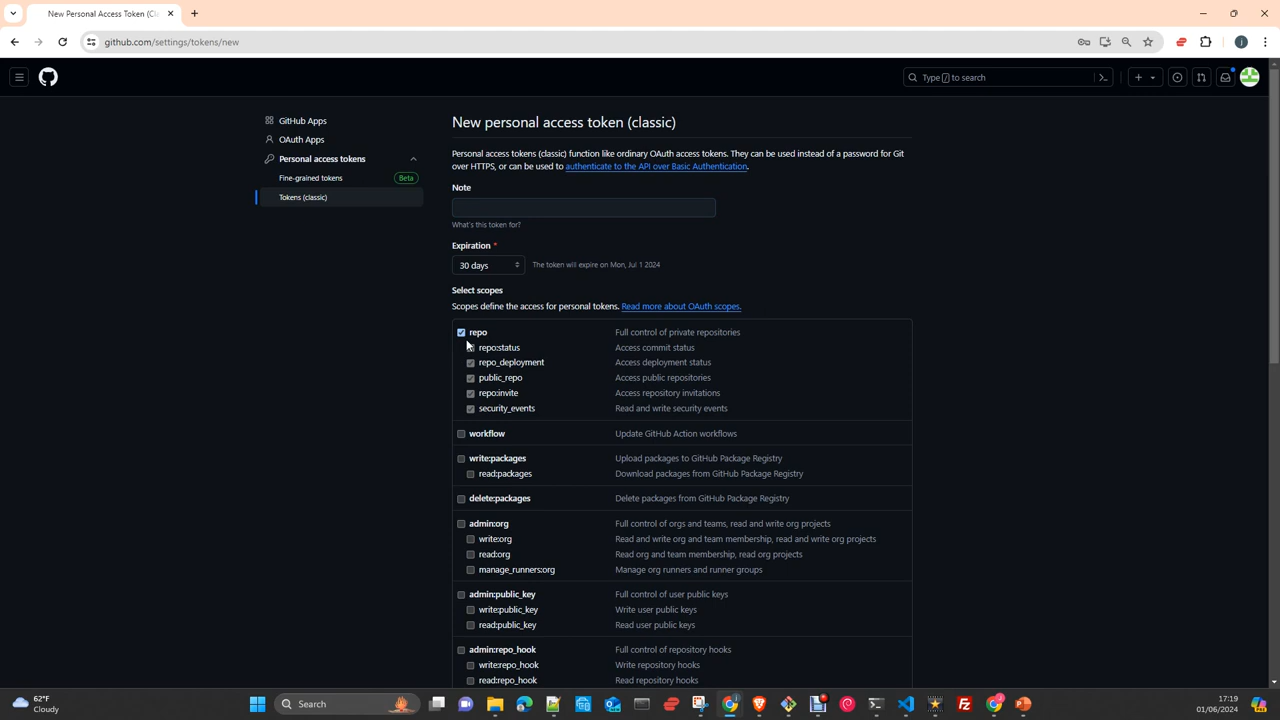 New Personal Access Token (Cla
github.com/settings/tokens/new
Type / to search
GitHub Apps
OAuth Apps
Personal access tokens
Fine-grained tokens Beta
Tokens (classic)
New personal access token (classic)
Personal access tokens (classic) function like ordinary OAuth access tokens. They can be used instead of a password for Git
over HTTPS, or can be used to authenticate to the API over Basic Authentication.
Note
What's this token for?
Expiration *
30 days The token will expire on Mon, Jul 1 2024
Select scopes
Scopes define the access for personal tokens. Read more about OAuth scopes.
repo Full control of private repositories
repo:status Access commit status
repo_deployment Access deployment status
public_repo Access public repositories
repo:invite Access repository invitations
security_events Read and write security events
workflow Update GitHub Action workflows
write:packages Upload packages to GitHub Package Registry
read:packages Download packages from GitHub Package Registry
delete:packages Delete packages from GitHub Package Registry
admin:org Full control of orgs and teams, read and write org projects
write:org Read and write org and team membership, read and write org projects
read:org Read org and team membership, read org projects
manage_runners:org Manage org runners and runner groups
admin:public_key Full control of user public keys
write:public_key Write user public keys
read:public_key Read user public keys
admin:repo_hook Full control of repository hooks
write:repo_hook Write repository hooks
read:repo_hook Read repository hooks
62°F
Cloudy
Search
17:19
01/06/2024